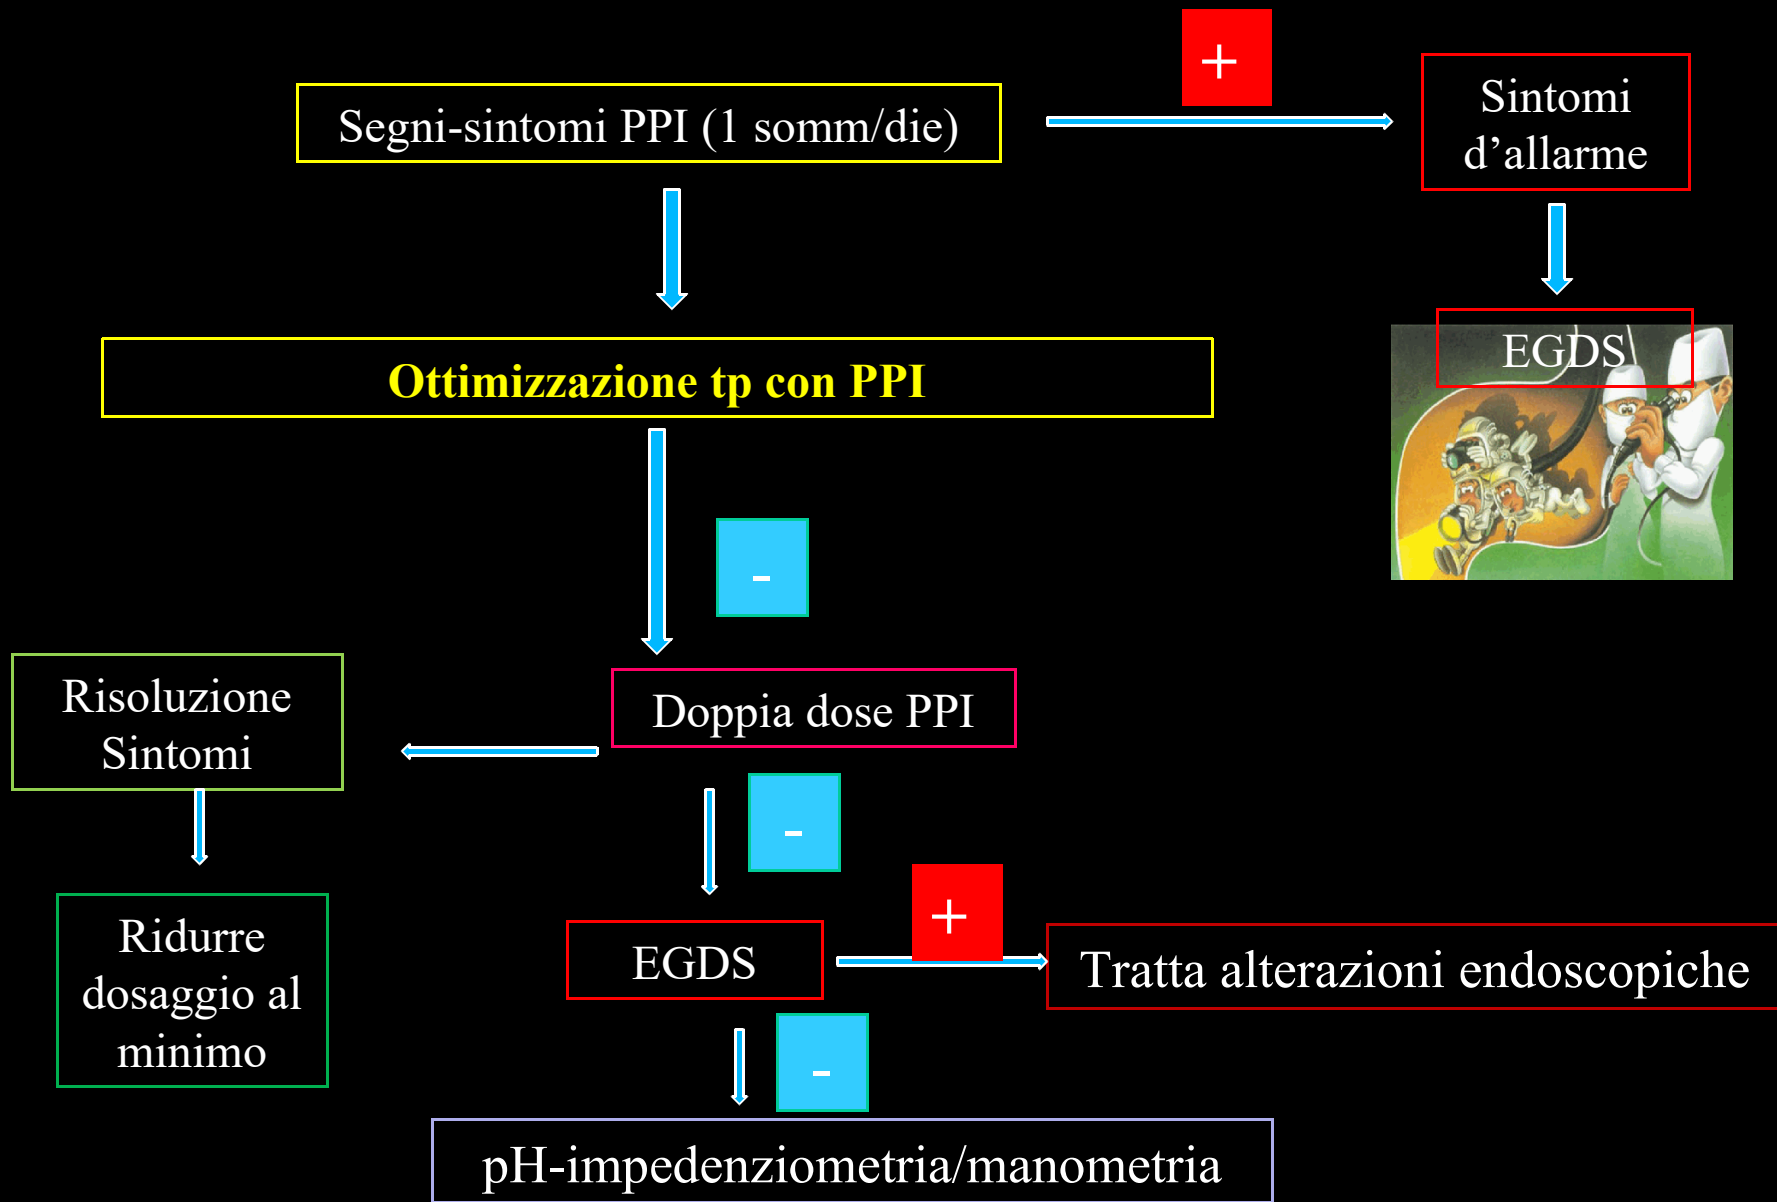 +
Segni-sintomi PPI (1 somm/die)
Sintomi
d’allarme
EGDS
Ottimizzazione tp con PPI
-
Risoluzione
Sintomi
Doppia dose PPI
-
Ridurre
dosaggio al
minimo
EGDS
+
Tratta alterazioni endoscopiche
-
pH-impedenziometria/manometria